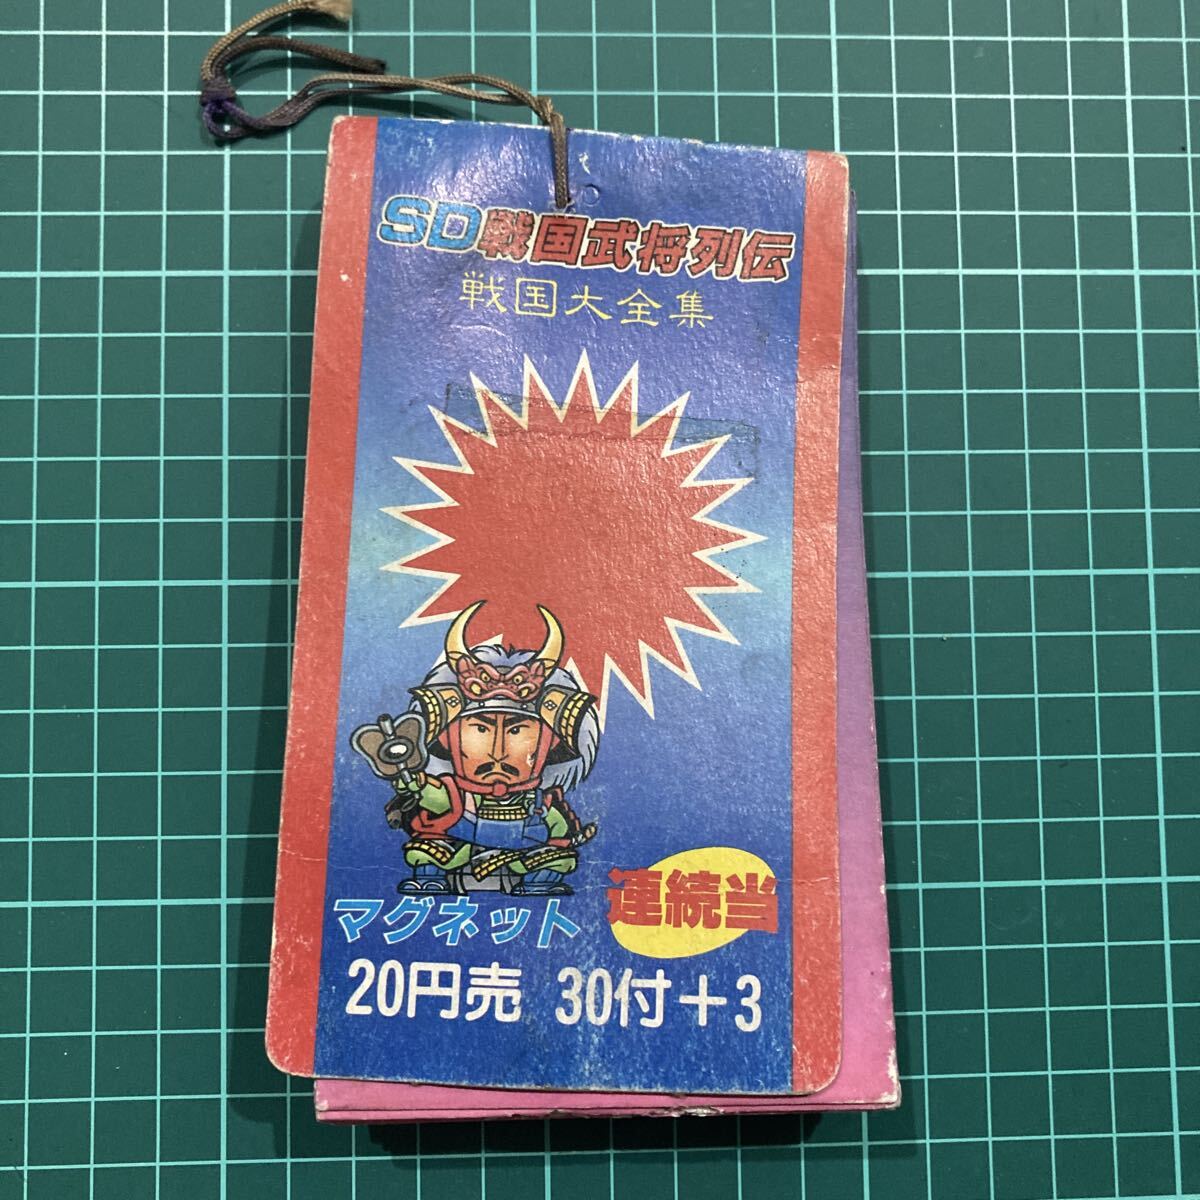 SD戦国武将列伝
戦国大全集
マグネット
連続当
20円売 30付+3